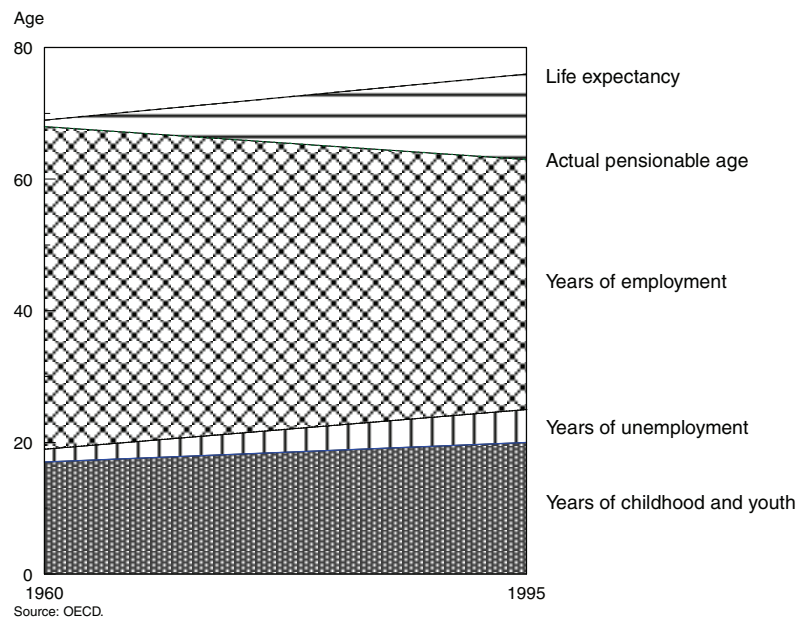 Age
80
Life expectancy
Actual pensionable age
60
Years of employment
40
Years of unemployment
20
Years of childhood and youth
0
1960 1995
Source: OECD.